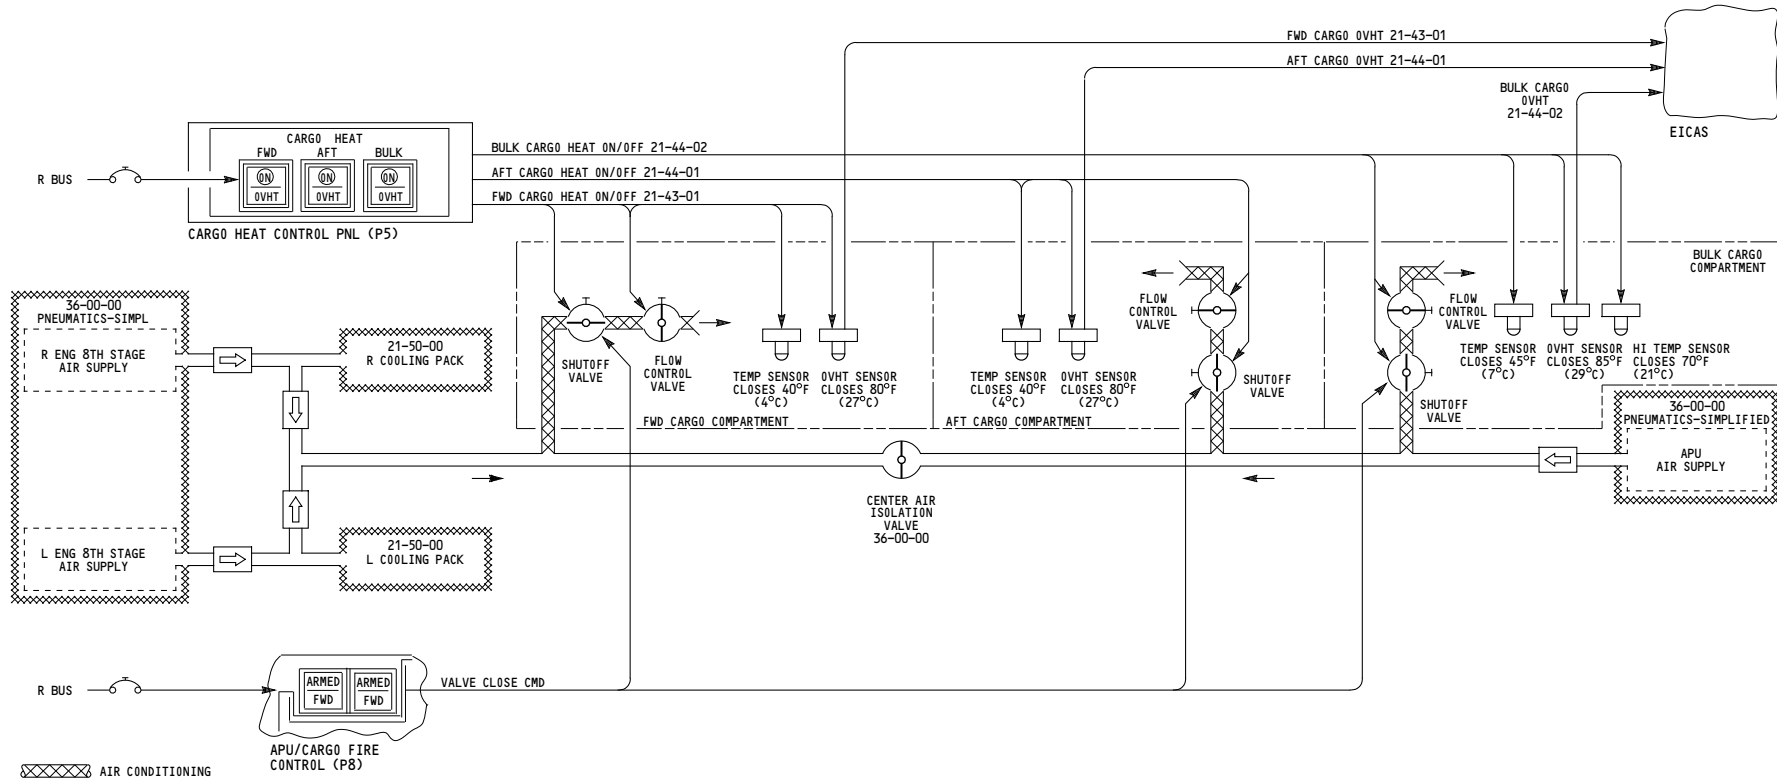 FWD CARGO OVHT 21-43-01
AFT CARGO OVHT 21-44-01
BULK CARGO
OVHT
21-44-02
EICAS
CARGO HEAT
FWD AFT BULK
ON ON ON
OVHT OVHT OVHT
R BUS
CARGO HEAT CONTROL PNL (P5)
BULK CARGO HEAT ON/OFF 21-44-02
AFT CARGO HEAT ON/OFF 21-44-01
FWD CARGO HEAT ON/OFF 21-43-01
BULK CARGO
COMPARTMENT
36-00-00
PNEUMATICS-SIMPL
R ENG 8TH STAGE
AIR SUPPLY
L ENG 8TH STAGE
AIR SUPPLY
21-50-00
R COOLING PACK
21-50-00
L COOLING PACK
SHUTOFF
VALVE
FLOW
CONTROL
VALVE
TEMP SENSOR
CLOSES 40°F
(4°C)
OVHT SENSOR
CLOSES 80°F
(27°C)
FWD CARGO COMPARTMENT
TEMP SENSOR
CLOSES 40°F
(4°C)
OVHT SENSOR
CLOSES 80°F
(27°C)
AFT CARGO COMPARTMENT
FLOW
CONTROL
VALVE
SHUTOFF
VALVE
FLOW
CONTROL
VALVE
SHUTOFF
VALVE
TEMP SENSOR
CLOSES 45°F
(7°C)
OVHT SENSOR
CLOSES 85°F
(29°C)
HI TEMP SENSOR
CLOSES 70°F
(21°C)
36-00-00
PNEUMATICS-SIMPLIFIED
APU
AIR SUPPLY
CENTER AIR
ISOLATION
VALVE
36-00-00
R BUS
ARMED ARMED
FWD FWD
VALVE CLOSE CMD
APU/CARGO FIRE
CONTROL (P8)
AIR CONDITIONING